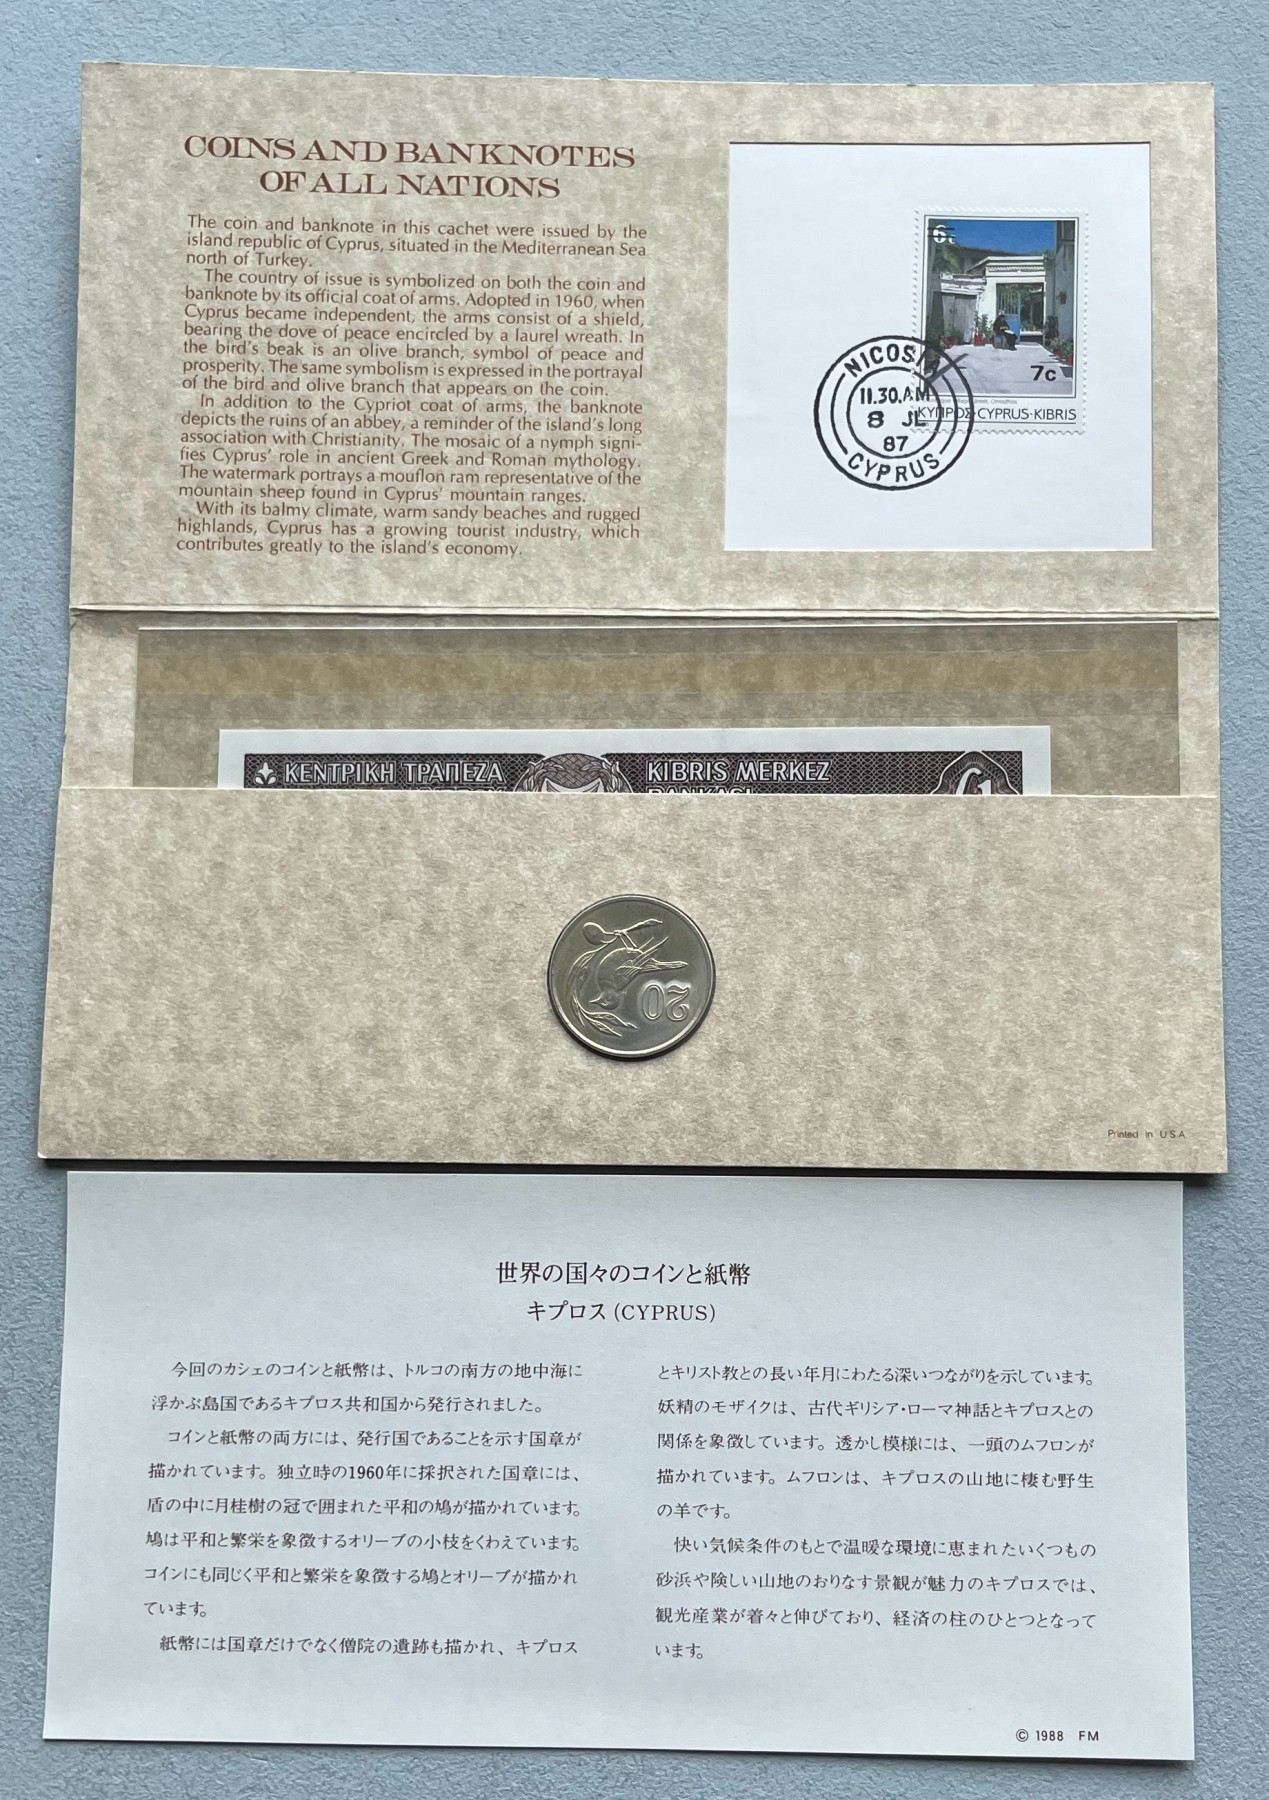 COINS AND BANKNOTES
OF ALL NATIONS
The coin and banknote in this cachet were issued by the
island republic of Cyprus, situated in the Mediterranean Sea
north of Turkey.
The country of issue is symbolized on both the coin and
banknote by its official coat of arms. Adopted in 1960, when
Cyprus became independent, the arms consist of a shield,
bearing the dove of peace encircled by a laurel wreath. In
the bird's beak is an olive branch, symbol of peace and
prosperity. The same symbolism is expressed in the portrayal
of the bird and olive branch that appears on the coin.
In addition to the Cypriot coat of arms, the banknote
depicts the ruins of an abbey, a reminder of the island's long
association with Christianity. The mosaic of a nymph signi-
fies Cyprus' role in ancient Greek and Roman mythology.
The watermark portrays a mouflon ram representative of the
mountain sheep found in Cyprus' mountain ranges.
With its balmy climate, warm sandy beaches and rugged
highlands, Cyprus has a growing tourist industry, which
contributes greatly to the island's economy.
6c
7c
ΚΥΠΡΟΣ·CYPRUS·KIBRIS
NICOSIA
11.30.AM
8 JL
87
CYPRUS
ΚΕΝΤΡΙΚΗ ΤΡΑΠΕΖΑ
KIBRIS MERKEZ
BANKASI
£1
20
Printed in U.S.A.
世界の国々のコインと紙幣
キプロス(CYPRUS)
今回のカシェのコインと紙幣は、トルコの南方の地中海に
浮かぶ島国であるキプロス共和国から発行されました。
コインと紙幣の両方には、発行国であることを示す国章が
描かれています。独立時の1960年に採択された国章には、
盾の中に月桂樹の冠で囲まれた平和の鳩が描かれています。
鳩は平和と繁栄を象徴するオリーブの小枝をくわえています。
コインにも同じく平和と繁栄を象徴する鳩とオリーブが描かれ
ています。
紙幣には国章だけでなく僧院の遺跡も描かれ、キプロス
とキリスト教との長い年月にわたる深いつながりを示しています。
妖精のモザイクは、古代ギリシア・ローマ神話とキプロスとの
関係を象徴しています。透かし模様には、一頭のムフロンが
描かれています。ムフロンは、キプロスの山地に棲む野生
の羊です。
快い気候条件のもとで温暖な環境に恵まれたいくつもの
砂浜や険しい山地のおりなす景観が魅力のキプロスでは、
観光産業が着々と伸びており、経済の柱のひとつとなって
います。
© 1988 FM